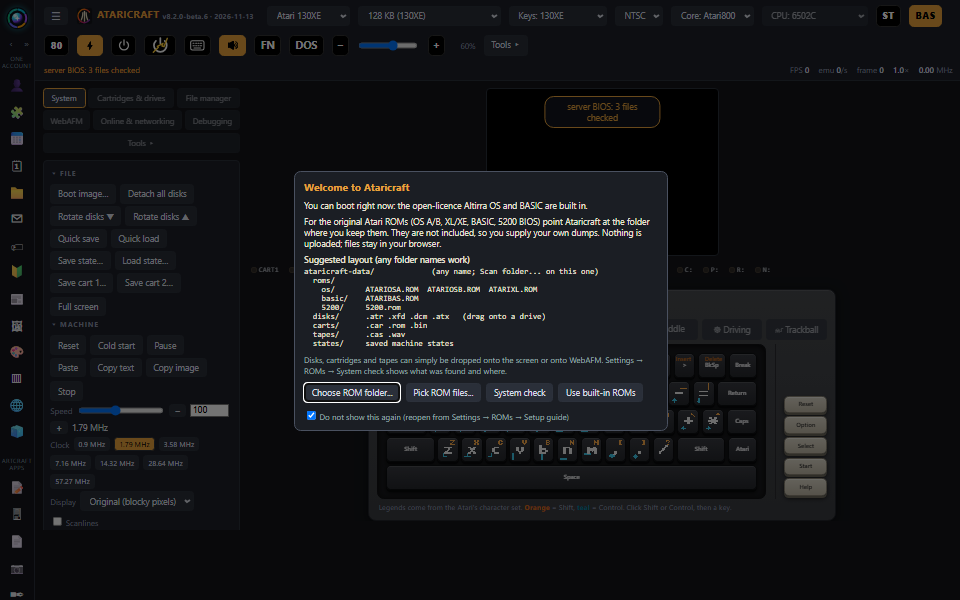 ATARICRAFT v8.2.0-beta.6 - 2026-11-13 Atari 130XE 128 KB (130XE) Keys: 130XE NTSC Core: Atari800 CPU: 6502C ST BAS
80 FN DOS − + 60% Tools
ONE ACCOUNT
server BIOS: 3 files checked FPS 0 emu 0/s frame 0 1.0× 0.00 MHz
System Cartridges & drives File manager
WebAFM Online & networking Debugging
Tools
server BIOS: 3 files
checked
FILE
Boot image... Detach all disks
Rotate disks ▼ Rotate disks ▲
Quick save Quick load
Save state... Load state...
Save cart 1... Save cart 2...
Full screen
MACHINE
Reset Cold start Pause
Paste Copy text Copy image
Stop
Speed − 100
+ 1.79 MHz
Clock 0.9 MHz 1.79 MHz 3.58 MHz
7.16 MHz 14.32 MHz 28.64 MHz
57.27 MHz
Display Original (blocky pixels)
Scanlines
ARTCRAFT APPS
Welcome to Ataricraft
You can boot right now: the open-licence Altirra OS and BASIC are built in.
For the original Atari ROMs (OS A/B, XL/XE, BASIC, 5200 BIOS) point Ataricraft at the folder
where you keep them. They are not included, so you supply your own dumps. Nothing is
uploaded; files stay in your browser.
Suggested layout (any folder names work)
ataricraft-data/ (any name; Scan folder... on this one)
roms/
os/ ATARIOSA.ROM ATARIOSB.ROM ATARIXL.ROM
basic/ ATARIBAS.ROM
5200/ 5200.rom
disks/ .atr .xfd .dcm .atx (drag onto a drive)
carts/ .car .rom .bin
tapes/ .cas .wav
states/ saved machine states
Disks, cartridges and tapes can simply be dropped onto the screen or onto WebAFM. Settings →
ROMs → System check shows what was found and where.
Choose ROM folder... Pick ROM files... System check Use built-in ROMs
Do not show this again (reopen from Settings → ROMs → Setup guide)
CART1 C: P: R: N:
Driving Trackball
Insert Delete BkSp Break
Return
Caps
Shift Z X C V B N M , . / Shift Atari
Space
Reset
Option
Select
Start
Help
Legends come from the Atari's character set. Orange = Shift, teal = Control. Click Shift or Control, then a key.